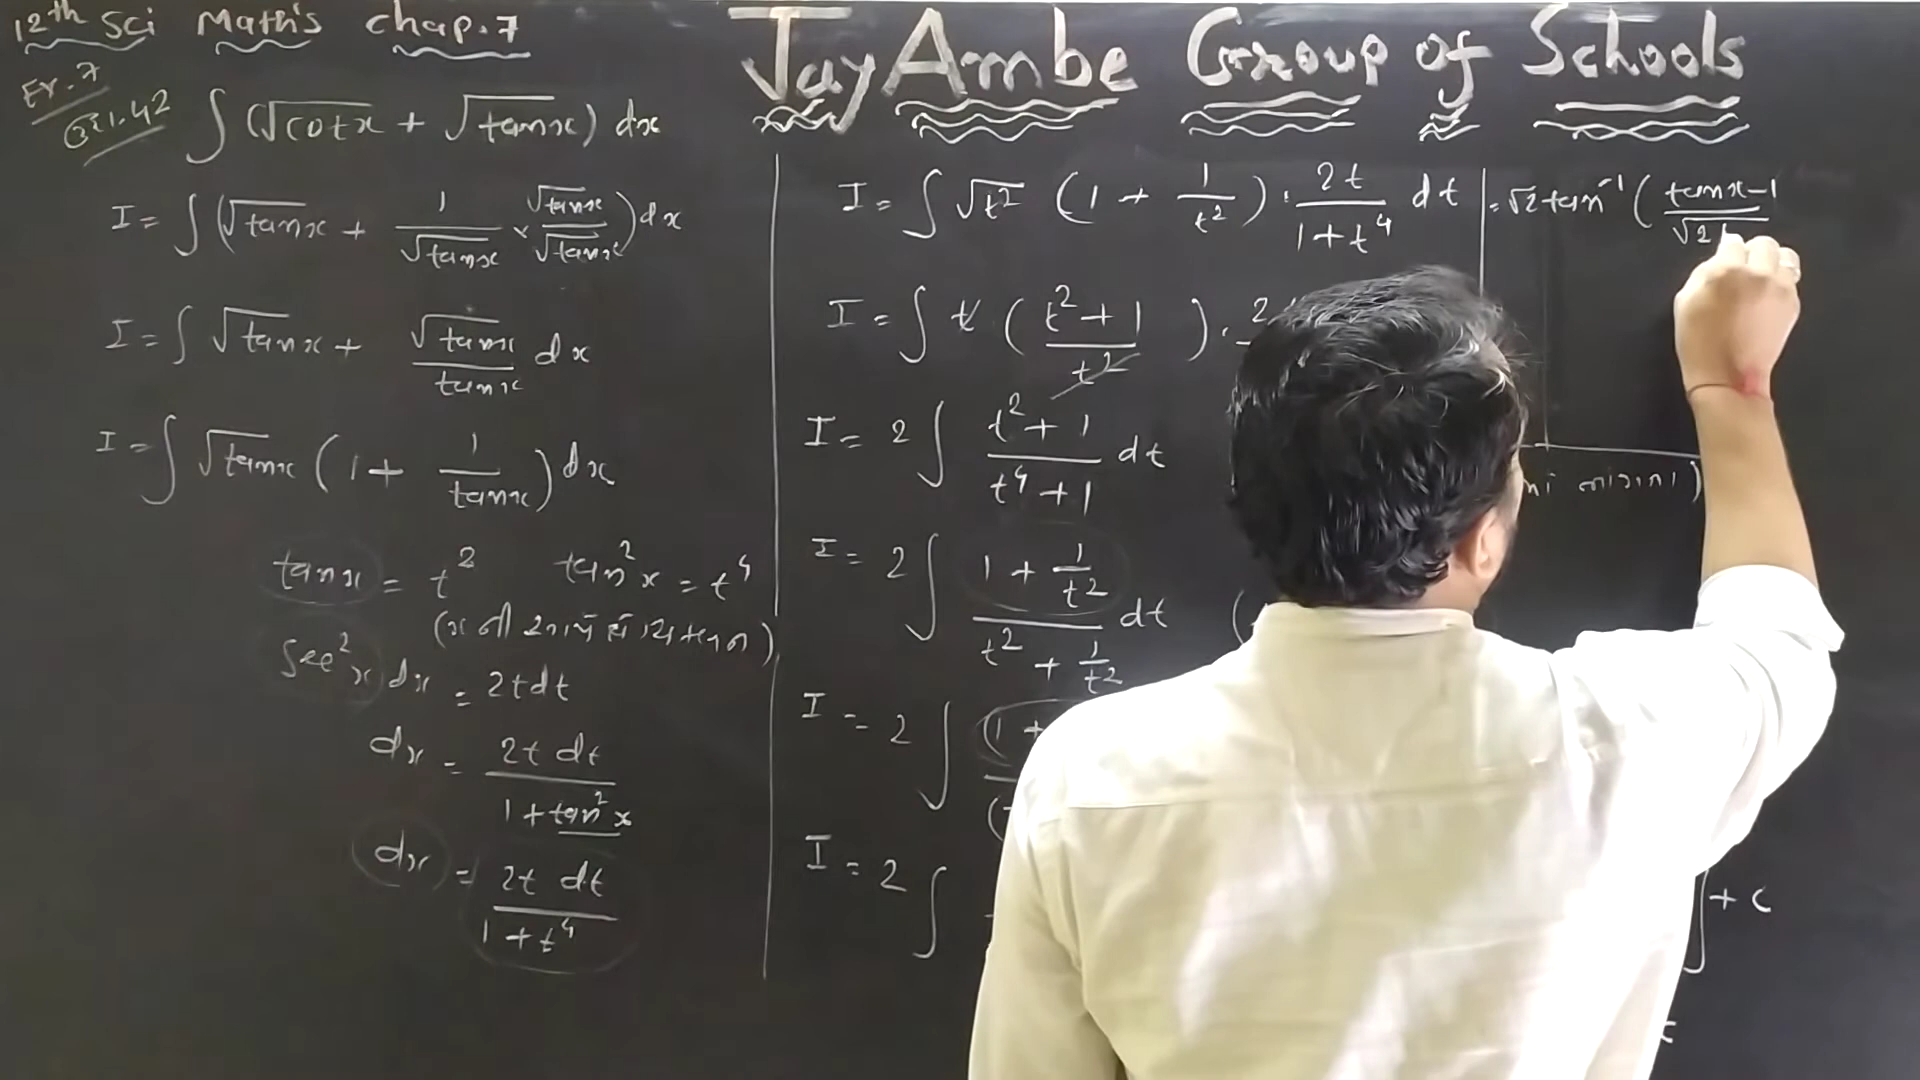 12th Sci Math's chap.7
Jay Ambe Group of Schools
Ex.7
GE1.42
∫ (√cotx + √tanx) dx
I = ∫ (√tanx + 1/√tanx × √tanx/√tanx) dx
I = ∫ √tanx + √tanx/tanx dx
I = ∫ √tanx (1 + 1/tanx) dx
tanx = t² tan²x = t⁴
sec²x dx = 2t dt
dx = 2t dt / 1 + tan²x
dx = 2t dt / 1 + t⁴
I = ∫ √t² (1 + 1/t²) · 2t / 1 + t⁴ dt
I = ∫ t (t² + 1 / t²) · 2
I = 2 ∫ t² + 1 / t⁴ + 1 dt
I = 2 ∫ 1 + 1/t² / t² + 1/t² dt (
I = 2 ∫ (1 +
I = 2 ∫
= √2 tan⁻¹ ( tanx-1 / √2
+ c